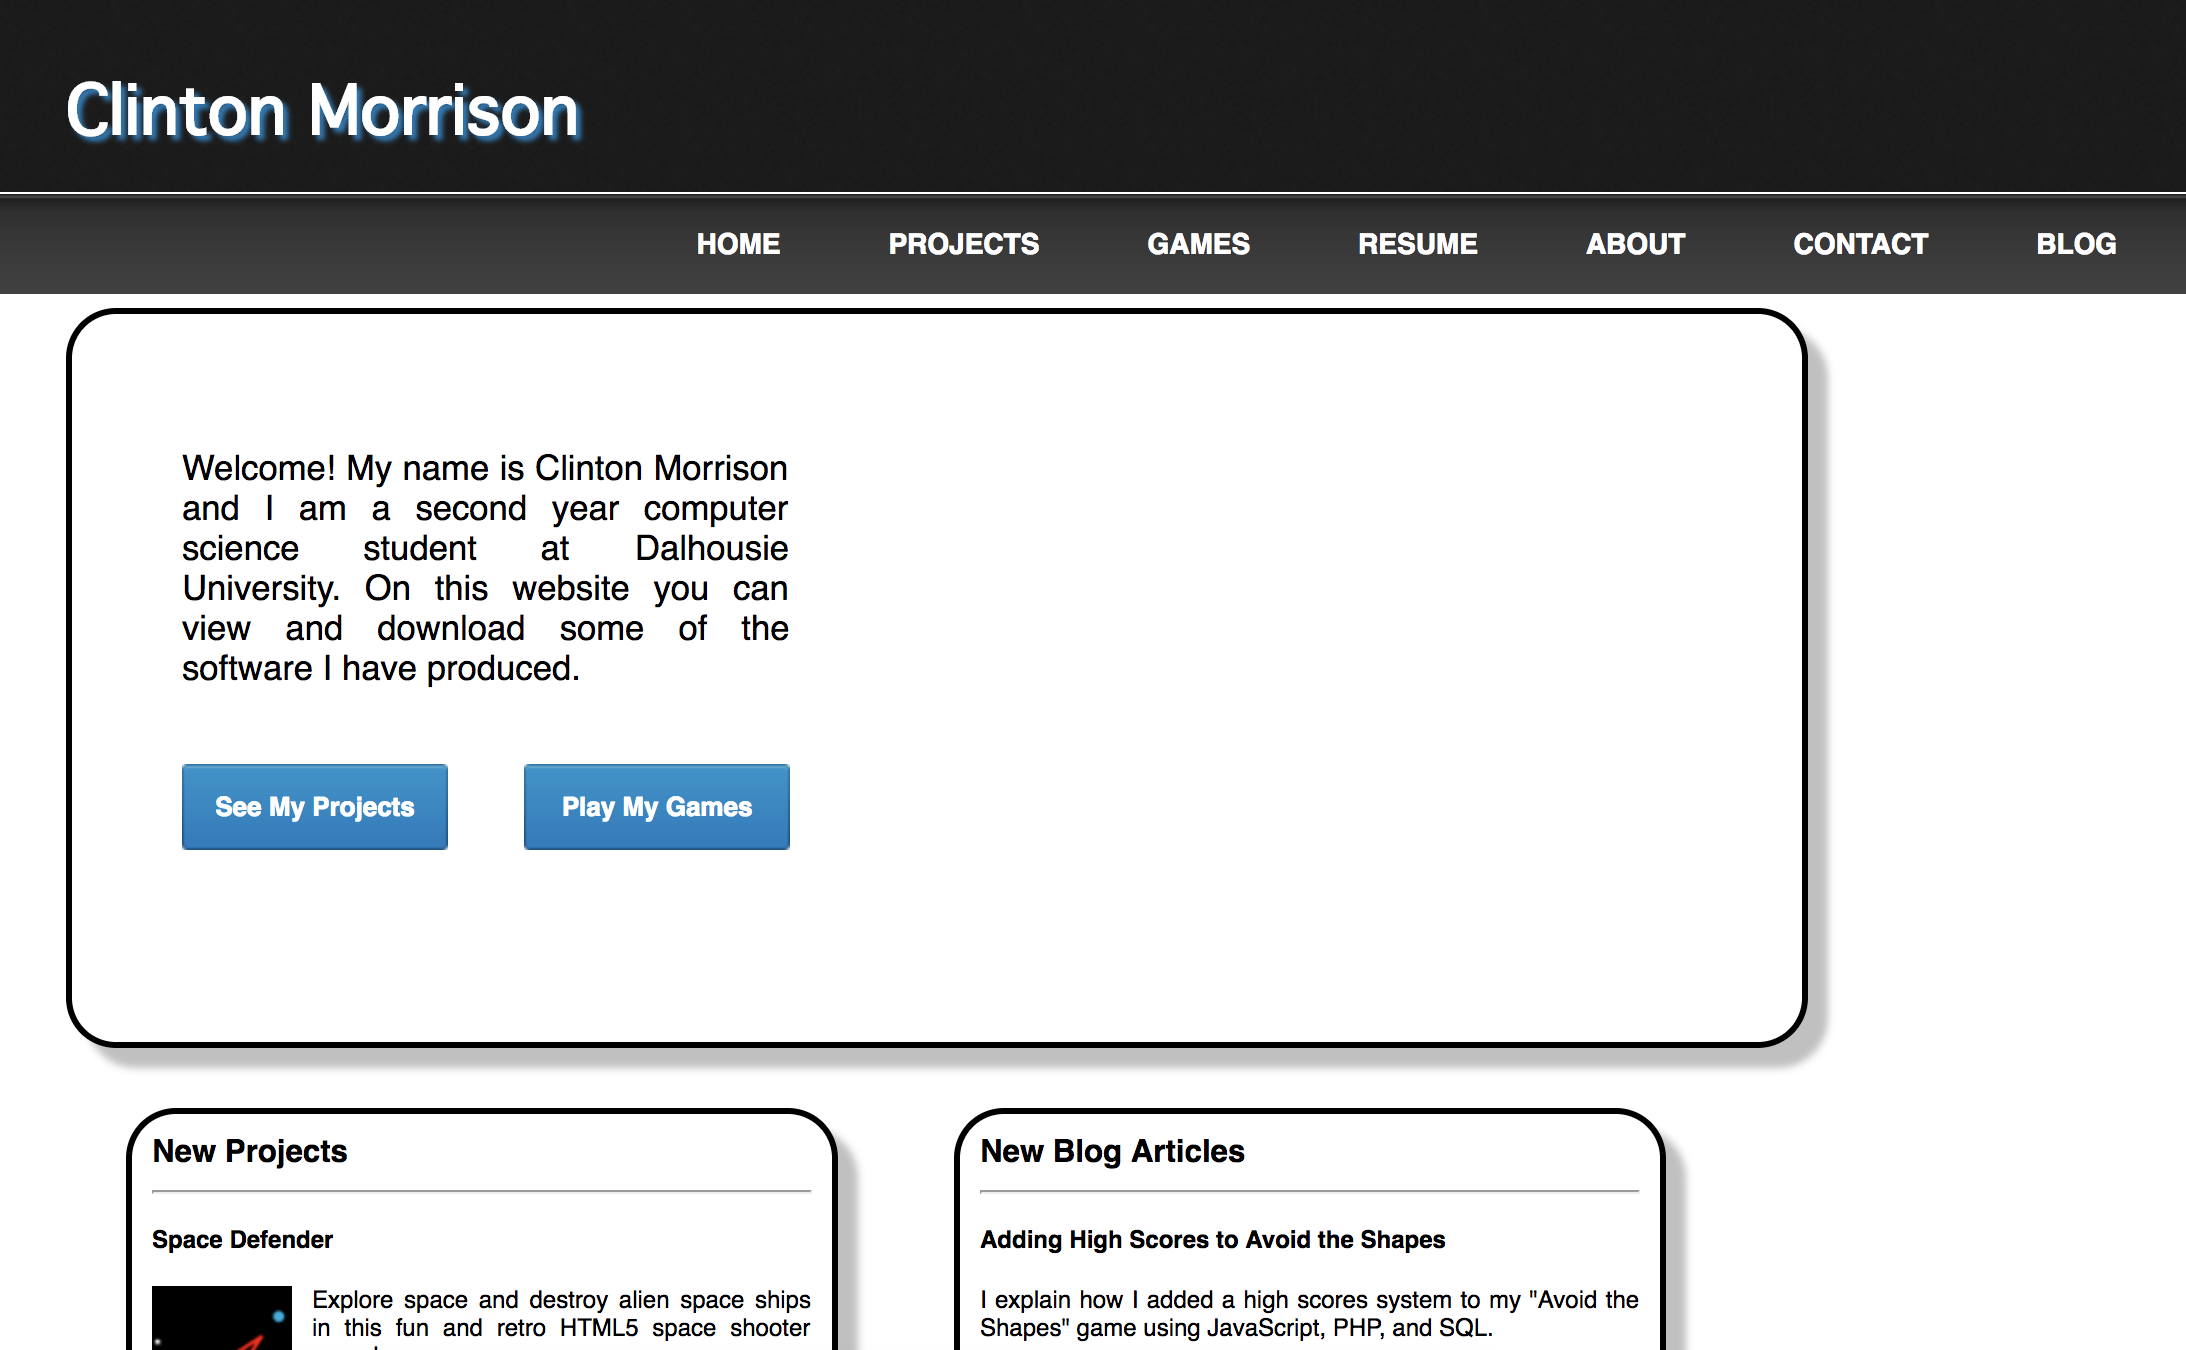 Clinton Morrison
HOME PROJECTS GAMES RESUME ABOUT CONTACT BLOG
Welcome! My name is Clinton Morrison
and I am a second year computer
science student at Dalhousie
University. On this website you can
view and download some of the
software I have produced.
See My Projects Play My Games
New Projects
Space Defender
Explore space and destroy alien space ships
in this fun and retro HTML5 space shooter
New Blog Articles
Adding High Scores to Avoid the Shapes
I explain how I added a high scores system to my "Avoid the
Shapes" game using JavaScript, PHP, and SQL.